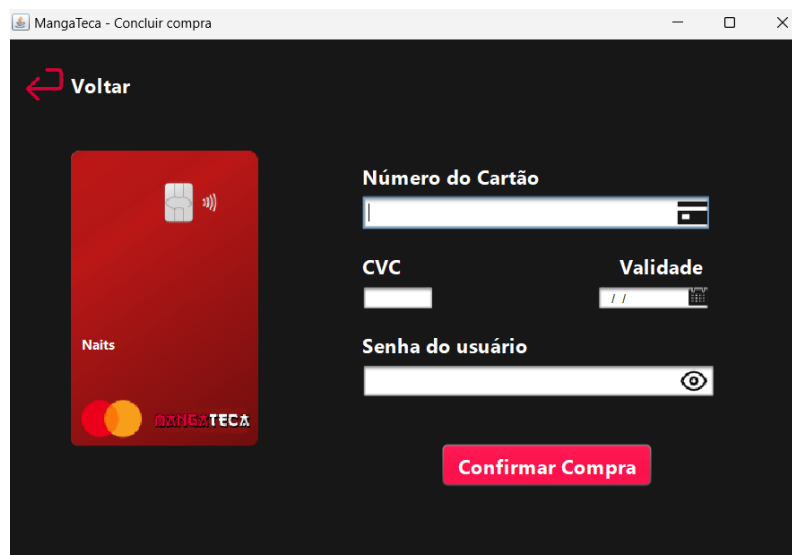 MangaTeca - Concluir compra
Voltar
Número do Cartão
CVC
Validade
/ /
Naits
Senha do usuário
MANGATECA
Confirmar Compra